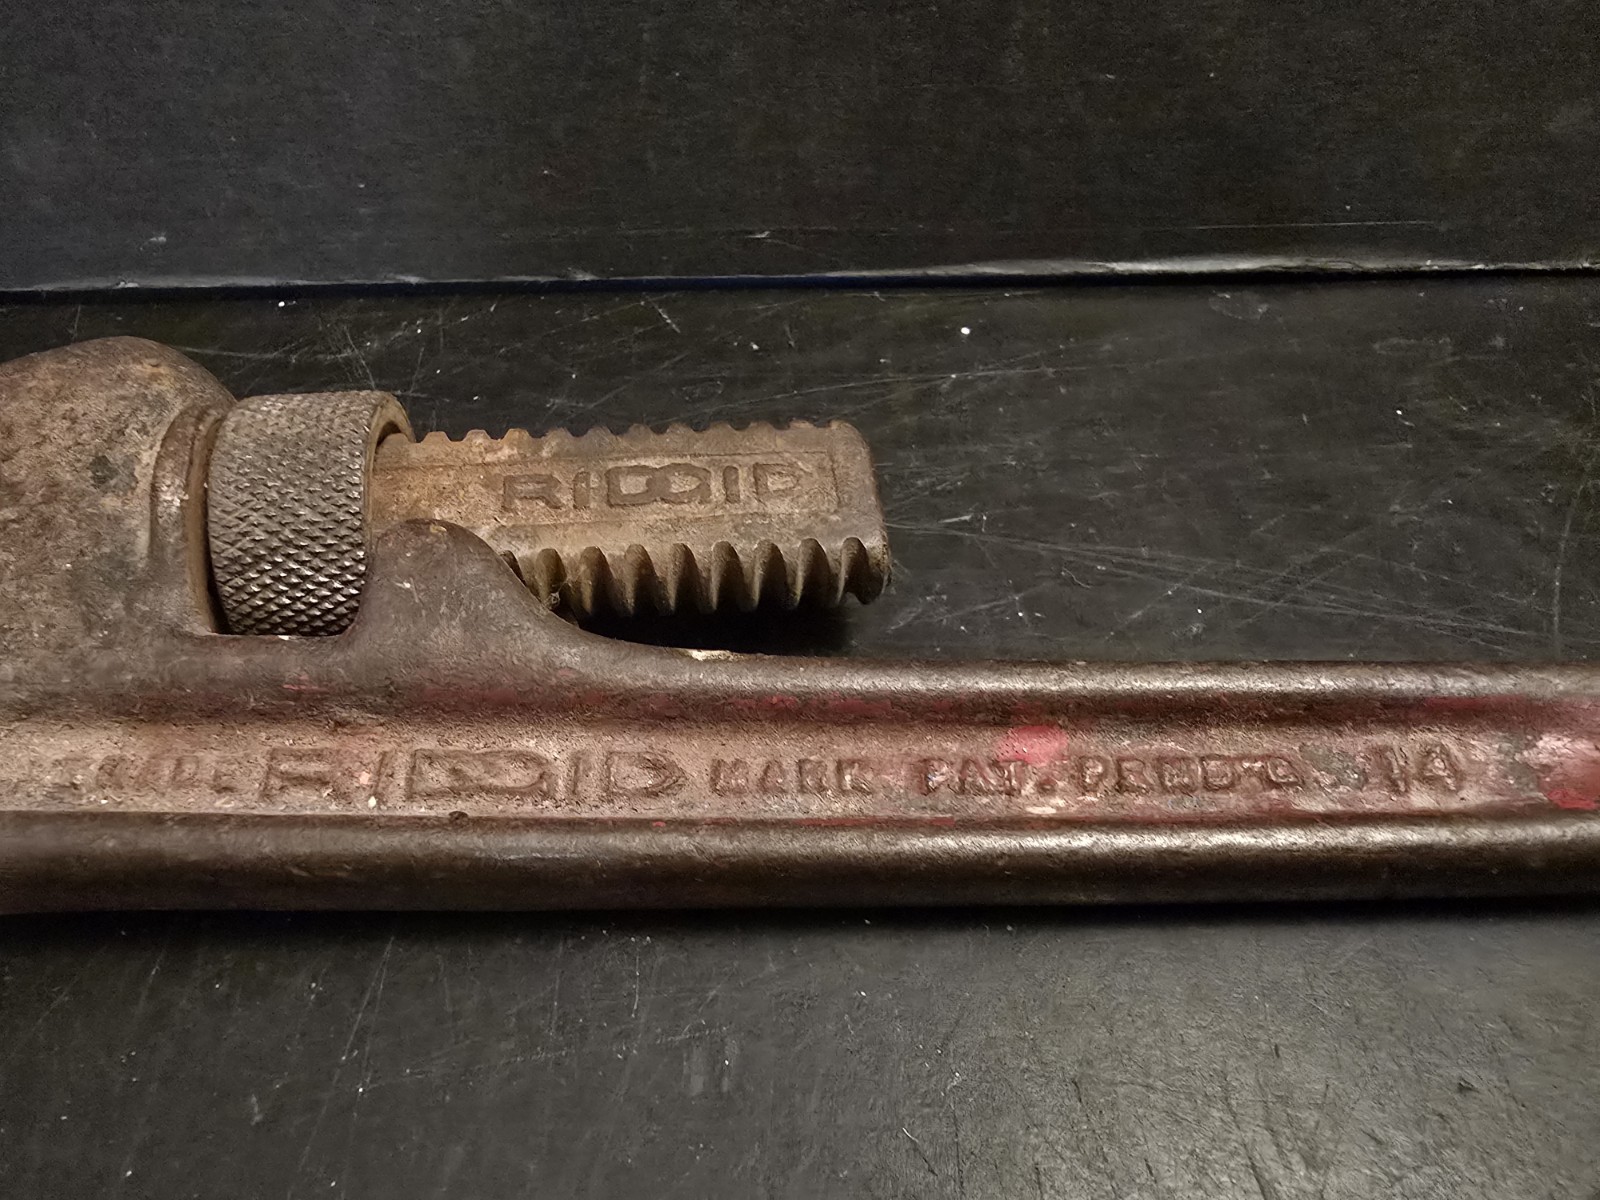 RIDGID
RIDGID MARK PAT. PEND'G 14